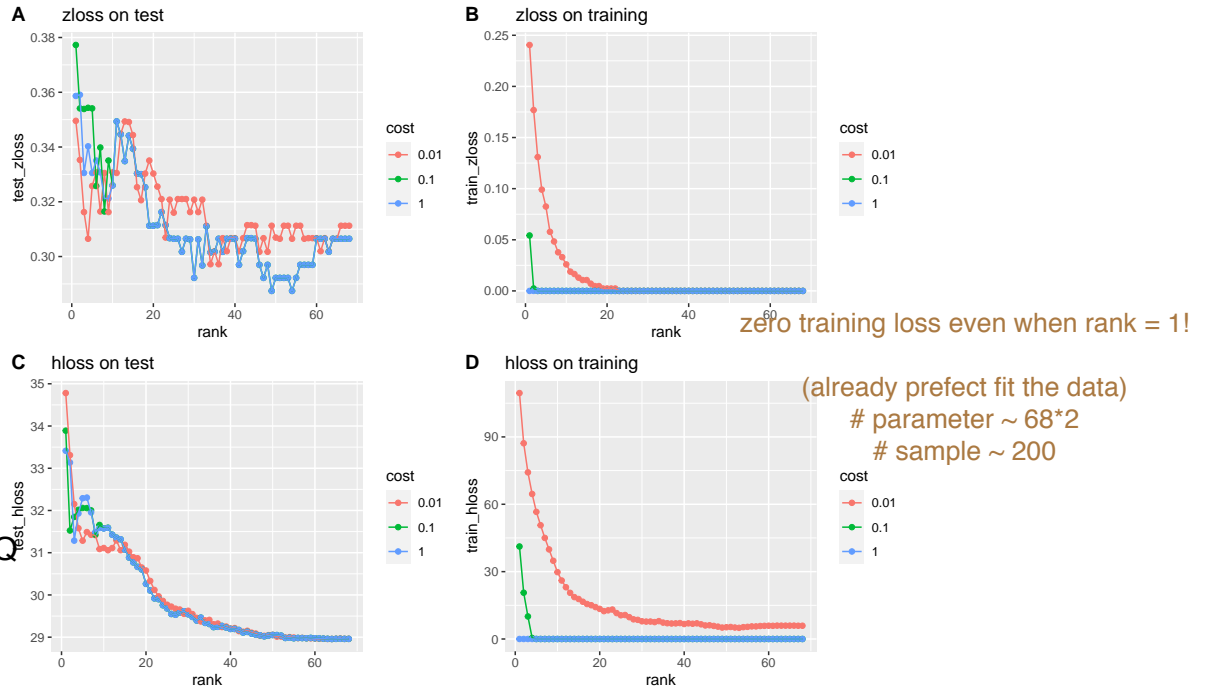 A zloss on test
0.38
0.36
0.34
0.32
0.30
test_zloss
0 20 40 60
rank
cost
0.01
0.1
1
B zloss on training
0.25
0.20
0.15
0.10
0.05
0.00
train_zloss
0 20 40 60
rank
cost
0.01
0.1
1
zero training loss even when rank = 1!
C hloss on test
35
34
33
32
31
30
29
test_hloss
Q
0 20 40 60
rank
cost
0.01
0.1
1
D hloss on training
90
60
30
0
train_hloss
0 20 40 60
rank
(already prefect fit the data)
# parameter ~ 68*2
# sample ~ 200
cost
0.01
0.1
1